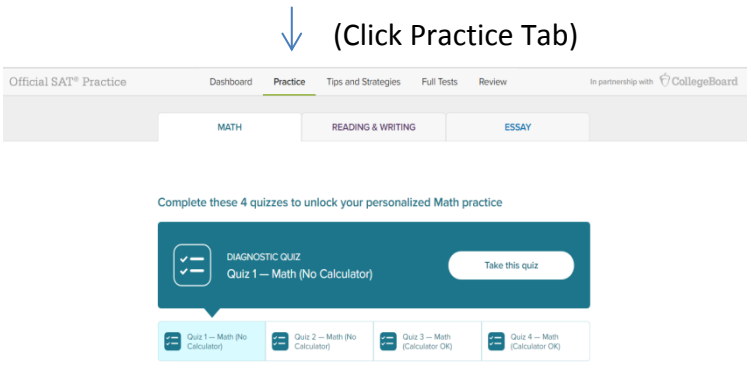 (Click Practice Tab)
Official SAT® Practice
Dashboard Practice Tips and Strategies Full Tests Review
In partnership with CollegeBoard
MATH READING & WRITING ESSAY
Complete these 4 quizzes to unlock your personalized Math practice
DIAGNOSTIC QUIZ
Quiz 1 — Math (No Calculator)
Take this quiz
Quiz 1 — Math (No
Calculator)
Quiz 2 — Math (No
Calculator)
Quiz 3 — Math
(Calculator OK)
Quiz 4 — Math
(Calculator OK)